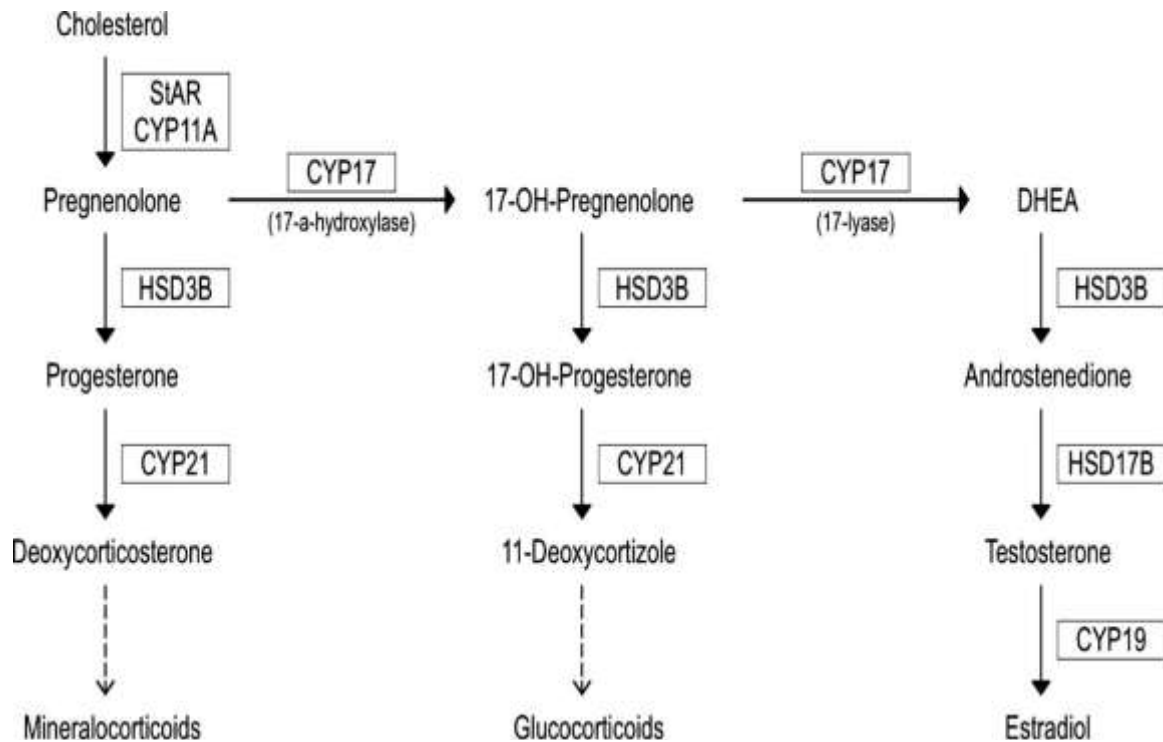 Cholesterol
StAR
CYP11A
CYP17
CYP17
Pregnenolone
17-OH-Pregnenolone
DHEA
(17-a-hydroxylase)
(17-lyase)
HSD3B
HSD3B
HSD3B
Progesterone
17-OH-Progesterone
Androstenedione
CYP21
CYP21
HSD17B
Deoxycorticosterone
11-Deoxycortizole
Testosterone
CYP19
Mineralocorticoids
Glucocorticoids
Estradiol